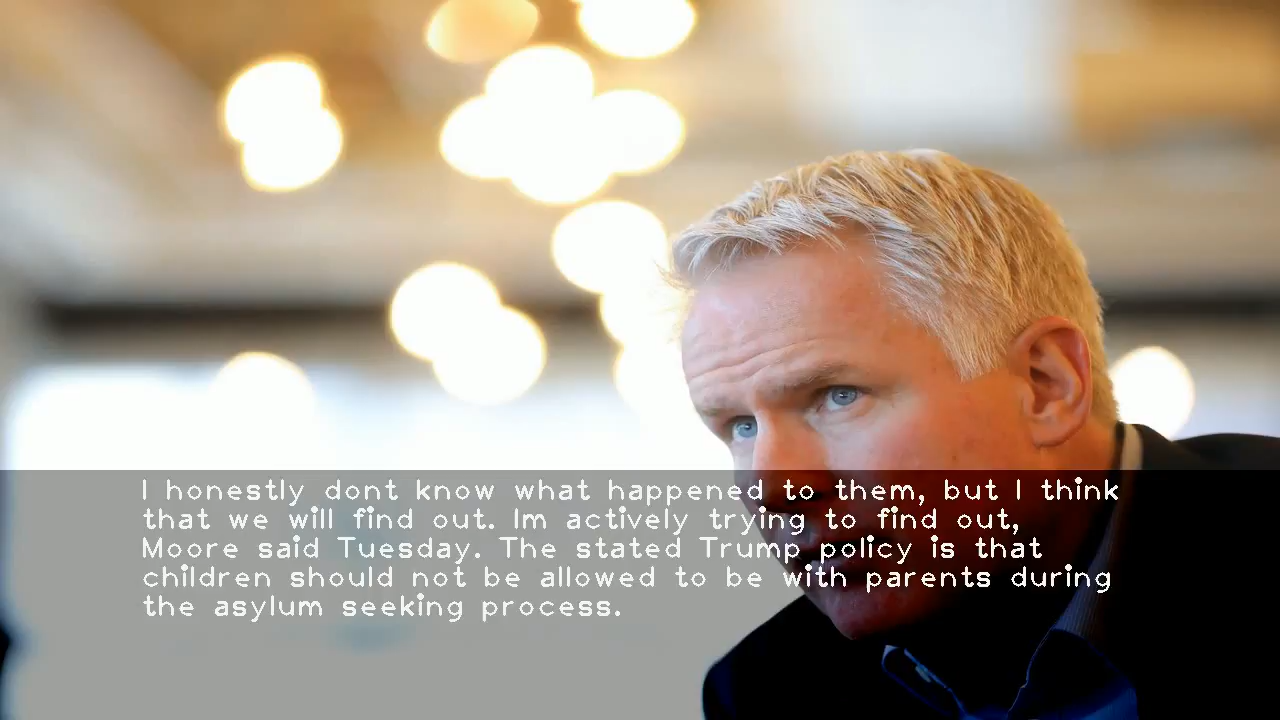 I honestly dont know what happened to them, but I think
that we will find out. Im actively trying to find out,
Moore said Tuesday. The stated Trump policy is that
children should not be allowed to be with parents during
the asylum seeking process.